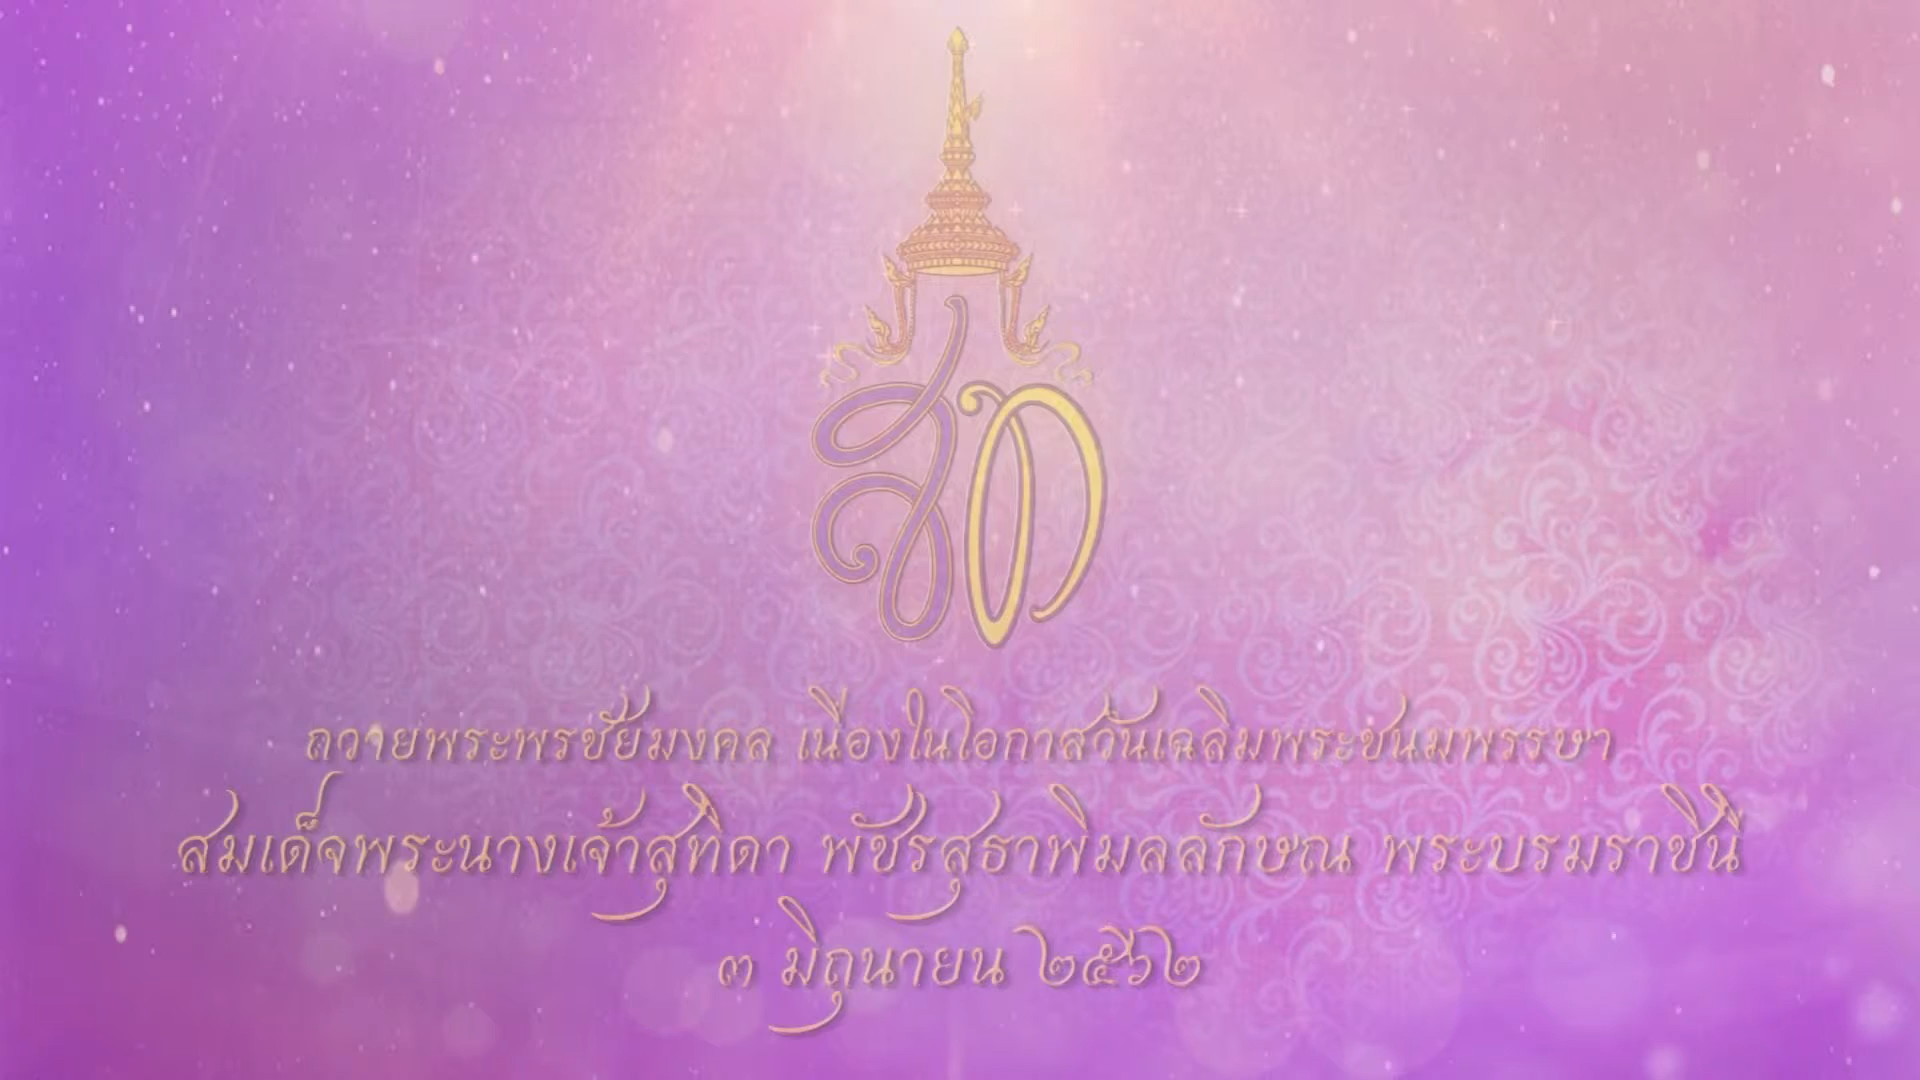 สท
ถวายพระพรชัยมงคล เนื่องในโอกาสวันเฉลิมพระชนมพรรษา
สมเด็จพระนางเจ้าสุทิดา พัชรสุธาพิมลลักษณ พระบรมราชินี
๓ มิถุนายน ๒๕๖๒